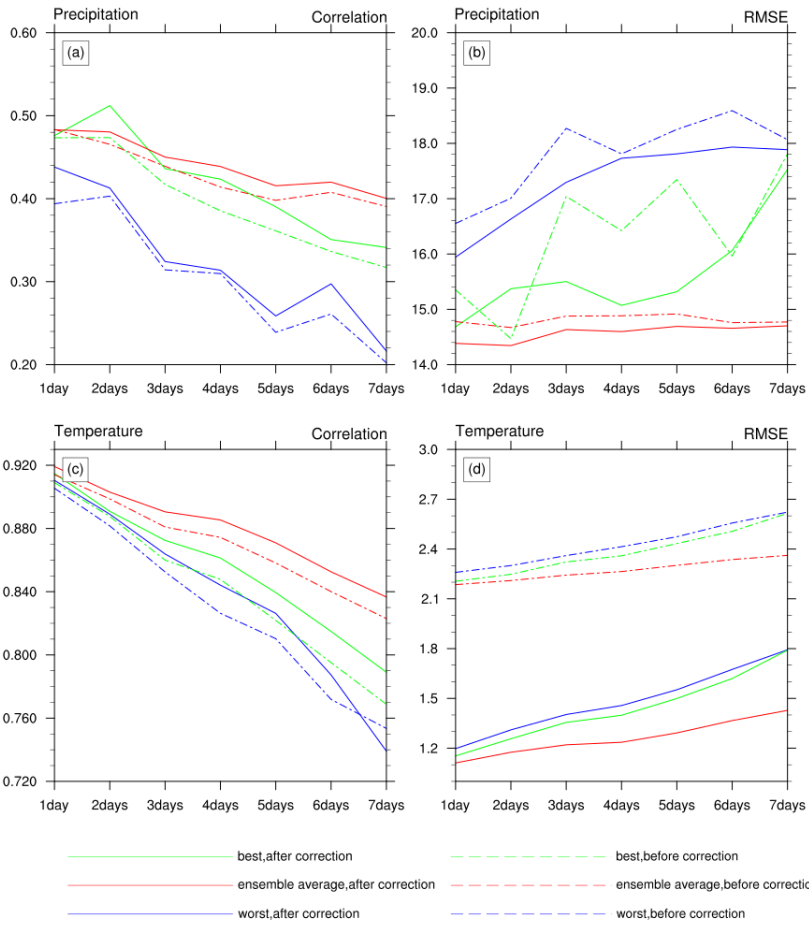 Precipitation Correlation
(a)
0.60
0.50
0.40
0.30
0.20
1day 2days 3days 4days 5days 6days 7days
Precipitation RMSE
(b)
20.0
19.0
18.0
17.0
16.0
15.0
14.0
1day 2days 3days 4days 5days 6days 7days
Temperature Correlation
(c)
0.920
0.880
0.840
0.800
0.760
0.720
1day 2days 3days 4days 5days 6days 7days
Temperature RMSE
(d)
3.0
2.7
2.4
2.1
1.8
1.5
1.2
1day 2days 3days 4days 5days 6days 7days
best,after correction
best,before correction
ensemble average,after correction
ensemble average,before correctio
worst,after correction
worst,before correction